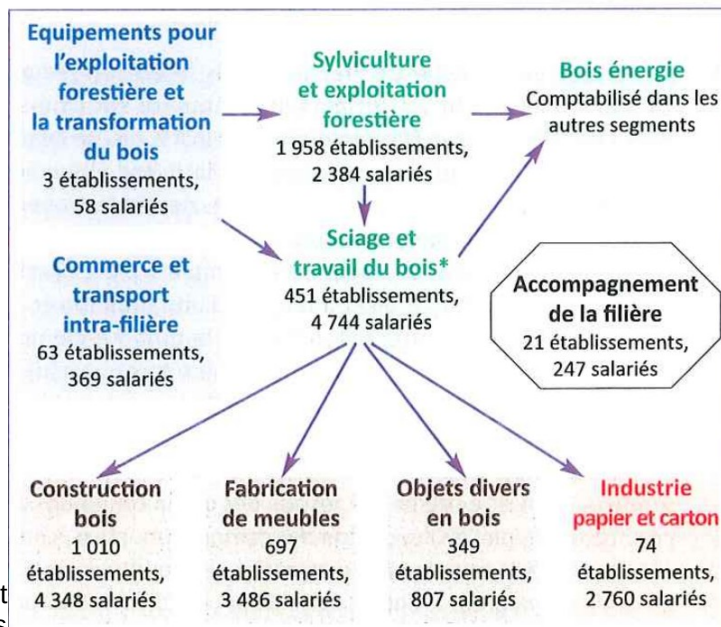 Equipements pour
l'exploitation
forestière et
la transformation
du bois
3 établissements,
58 salariés
Sylviculture
et exploitation
forestière
1 958 établissements,
2 384 salariés
Bois énergie
Comptabilisé dans les
autres segments
Commerce et
transport
intra-filière
63 établissements,
369 salariés
Sciage et
travail du bois*
451 établissements,
4 744 salariés
Accompagnement
de la filière
21 établissements,
247 salariés
Construction
bois
1 010
établissements,
4 348 salariés
Fabrication
de meubles
697
établissements,
3 486 salariés
Objets divers
en bois
349
établissements,
807 salariés
Industrie
papier et carton
74
établissements,
2 760 salariés